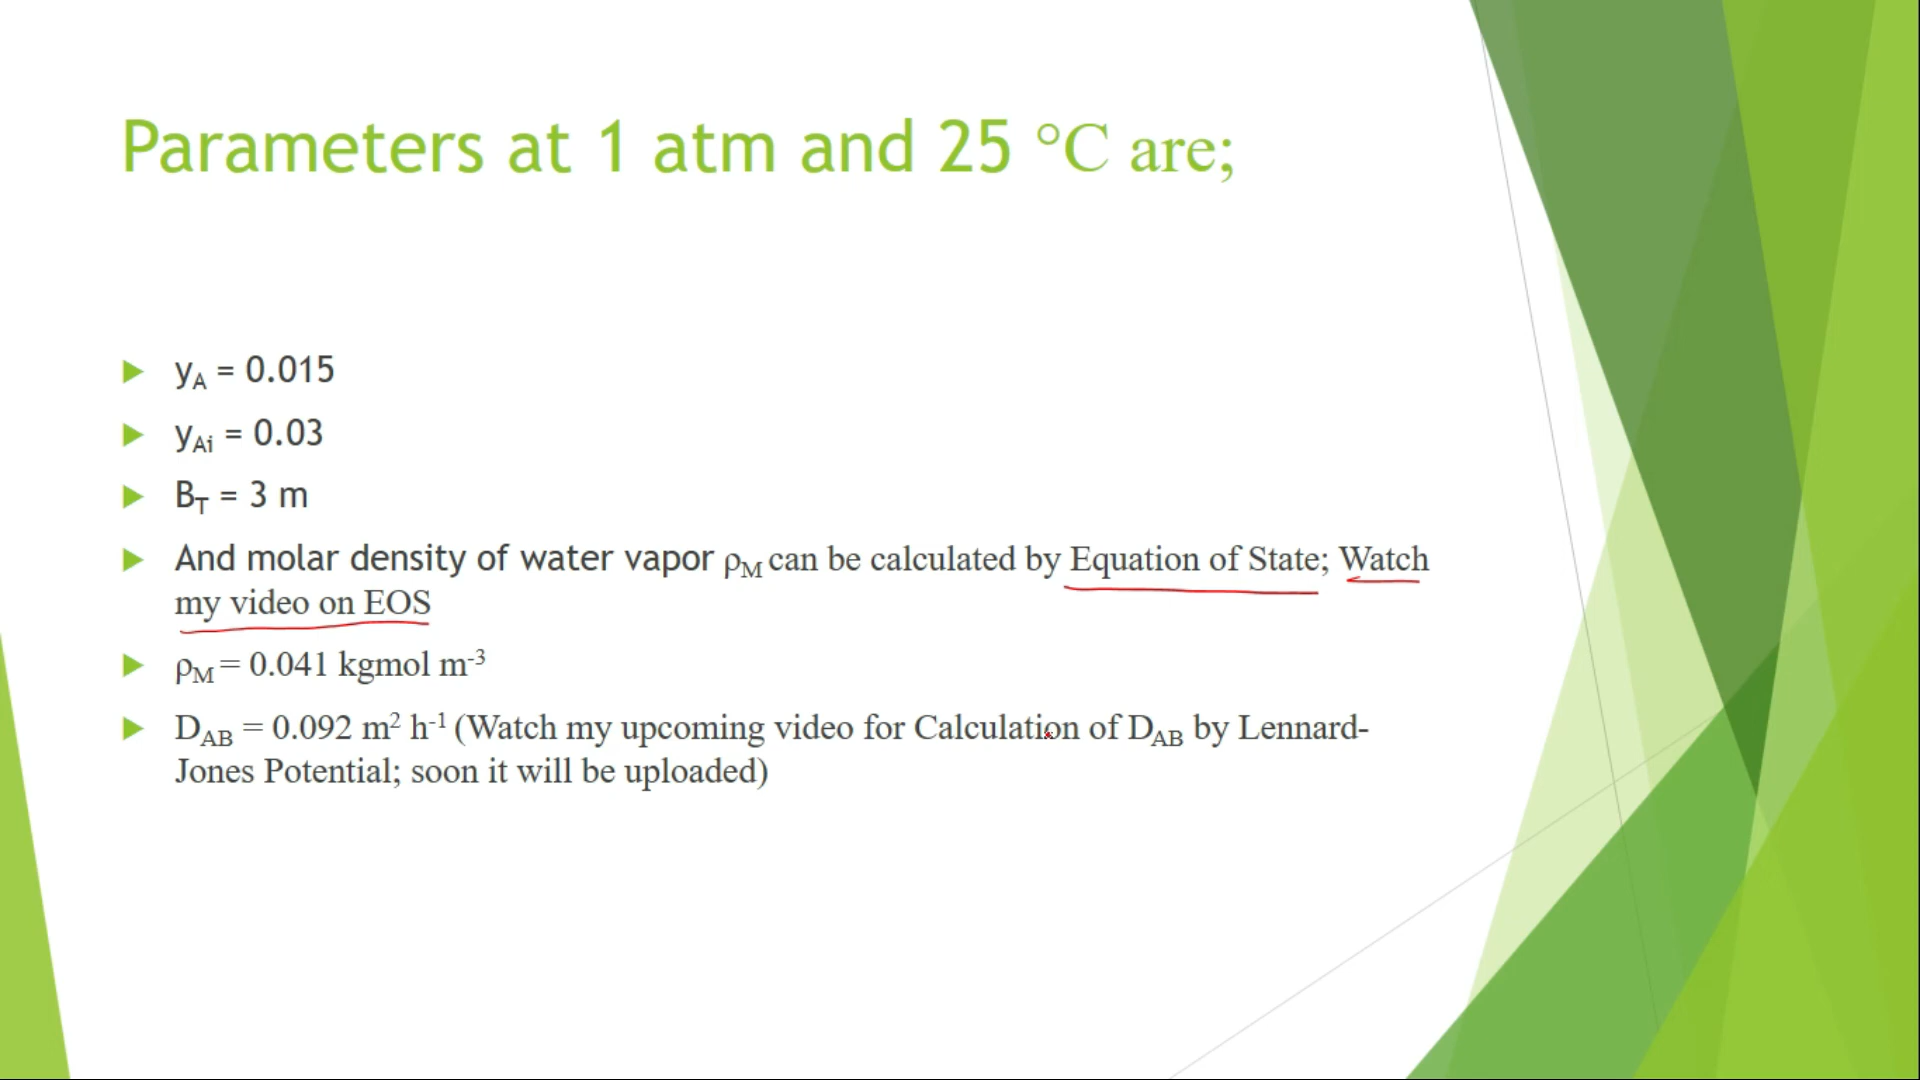 Parameters at 1 atm and 25 °C are;
yA = 0.015
yAi = 0.03
BT = 3 m
And molar density of water vapor ρM can be calculated by Equation of State; Watch
my video on EOS
ρM = 0.041 kgmol m-3
DAB = 0.092 m2 h-1 (Watch my upcoming video for Calculation of DAB by Lennard-
Jones Potential; soon it will be uploaded)